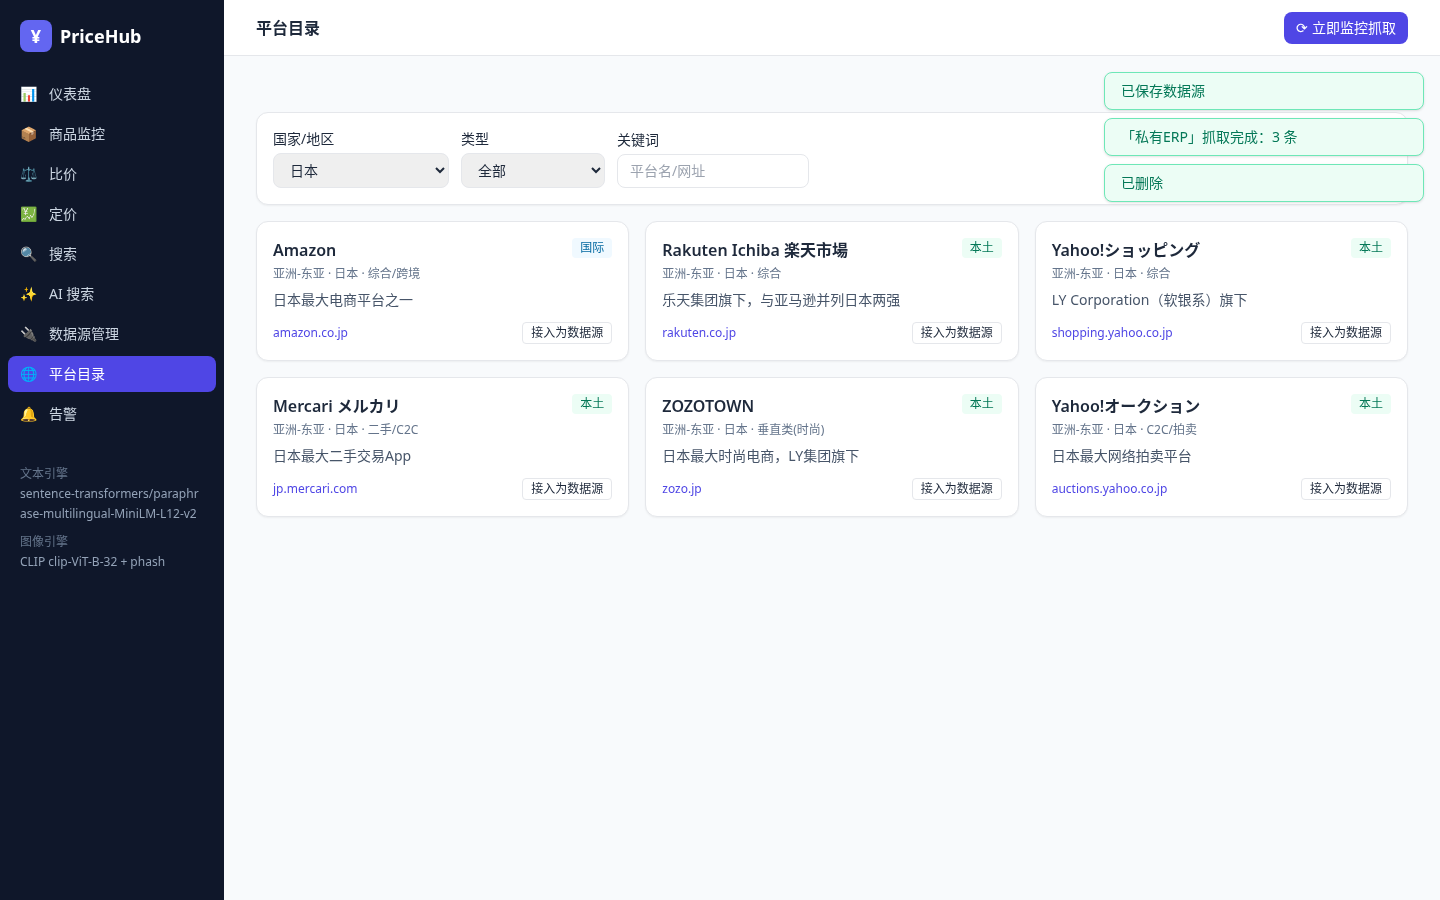 ¥ PriceHub
仪表盘
商品监控
比价
定价
搜索
AI 搜索
数据源管理
平台目录
告警
文本引擎
sentence-transformers/paraphr
ase-multilingual-MiniLM-L12-v2
图像引擎
CLIP clip-ViT-B-32 + phash
平台目录
⟳ 立即监控抓取
已保存数据源
「私有ERP」抓取完成：3 条
已删除
国家/地区
日本
类型
全部
关键词
平台名/网址
Amazon
国际
亚洲-东亚 · 日本 · 综合/跨境
日本最大电商平台之一
amazon.co.jp
接入为数据源
Rakuten Ichiba 楽天市場
本土
亚洲-东亚 · 日本 · 综合
乐天集团旗下，与亚马逊并列日本两强
rakuten.co.jp
接入为数据源
Yahoo!ショッピング
本土
亚洲-东亚 · 日本 · 综合
LY Corporation（软银系）旗下
shopping.yahoo.co.jp
接入为数据源
Mercari メルカリ
本土
亚洲-东亚 · 日本 · 二手/C2C
日本最大二手交易App
jp.mercari.com
接入为数据源
ZOZOTOWN
本土
亚洲-东亚 · 日本 · 垂直类(时尚)
日本最大时尚电商，LY集团旗下
zozo.jp
接入为数据源
Yahoo!オークション
本土
亚洲-东亚 · 日本 · C2C/拍卖
日本最大网络拍卖平台
auctions.yahoo.co.jp
接入为数据源